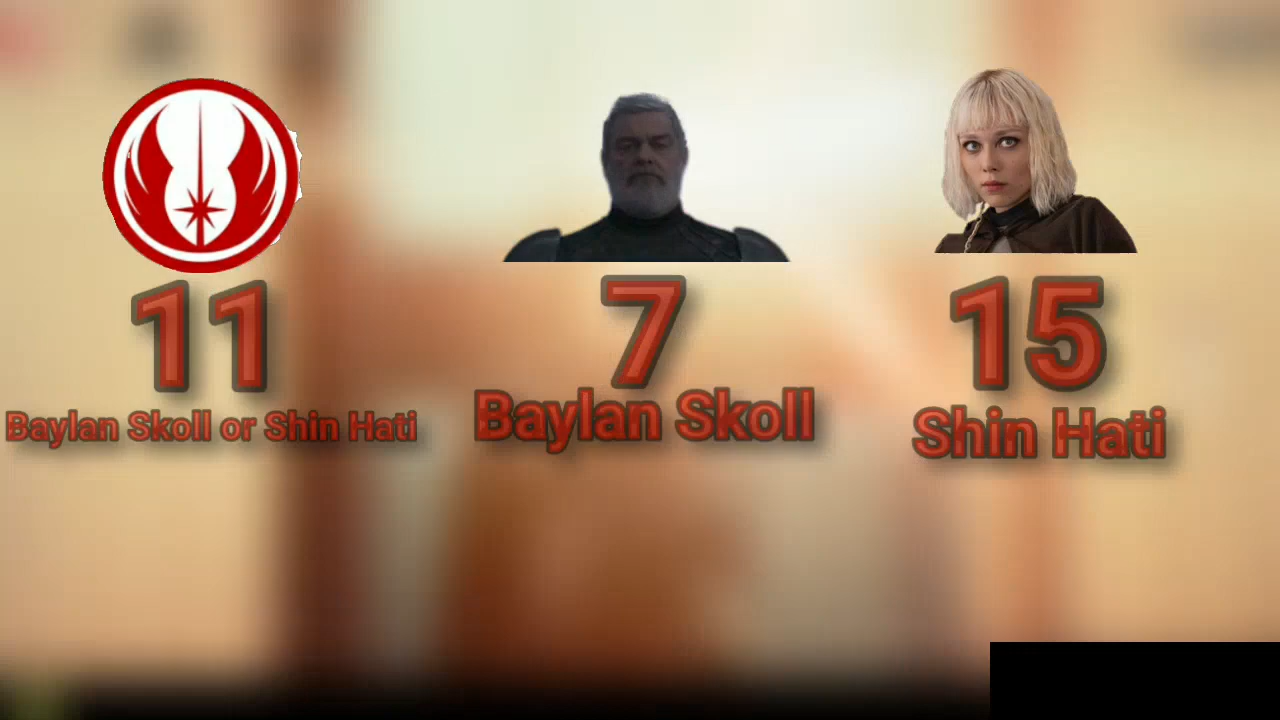 11
Baylan Skoll or Shin Hati
7
Baylan Skoll
15
Shin Hati